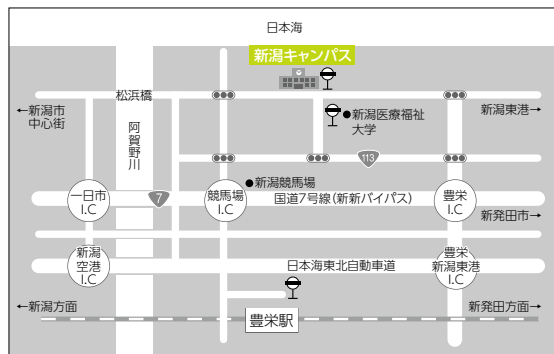 日本海
新潟キャンパス
松浜橋
←新潟市
中心街
新潟東港→
阿賀野川
●新潟医療福祉
大学
113
●新潟競馬場
7
国道7号線(新新バイパス)
一日市
I.C
競馬場
I.C
豊栄
I.C
新発田市→
新潟
空港
I.C
日本海東北自動車道
豊栄
新潟東港
I.C
←新潟方面
豊栄駅
新発田方面→